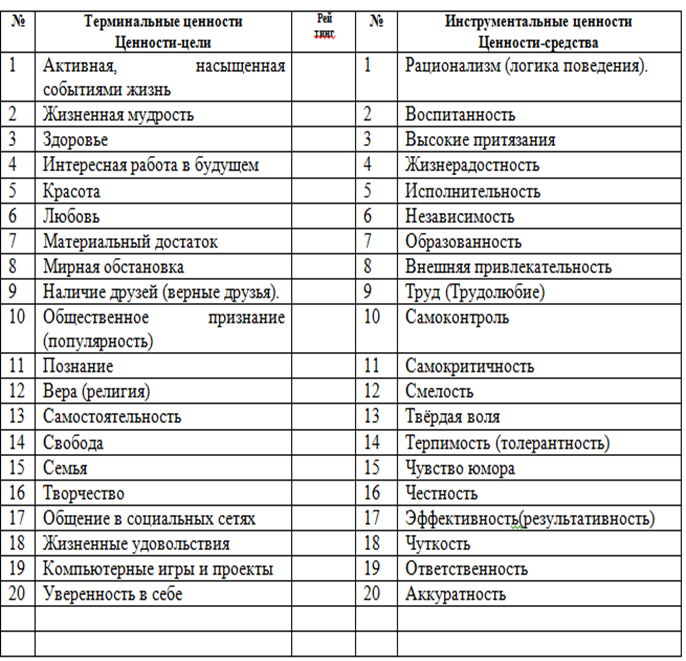 № Терминальные ценности Рей № Инструментальные ценности
Ценности-цели тинг Ценности-средства
1 Активная, насыщенная 1 Рационализм (логика поведения).
событиями жизнь
2 Жизненная мудрость 2 Воспитанность
3 Здоровье 3 Высокие притязания
4 Интересная работа в будущем 4 Жизнерадостность
5 Красота 5 Исполнительность
6 Любовь 6 Независимость
7 Материальный достаток 7 Образованность
8 Мирная обстановка 8 Внешняя привлекательность
9 Наличие друзей (верные друзья). 9 Труд (Трудолюбие)
10 Общественное признание 10 Самоконтроль
(популярность)
11 Познание 11 Самокритичность
12 Вера (религия) 12 Смелость
13 Самостоятельность 13 Твёрдая воля
14 Свобода 14 Терпимость (толерантность)
15 Семья 15 Чувство юмора
16 Творчество 16 Честность
17 Общение в социальных сетях 17 Эффективность(результативность)
18 Жизненные удовольствия 18 Чуткость
19 Компьютерные игры и проекты 19 Ответственность
20 Уверенность в себе 20 Аккуратность